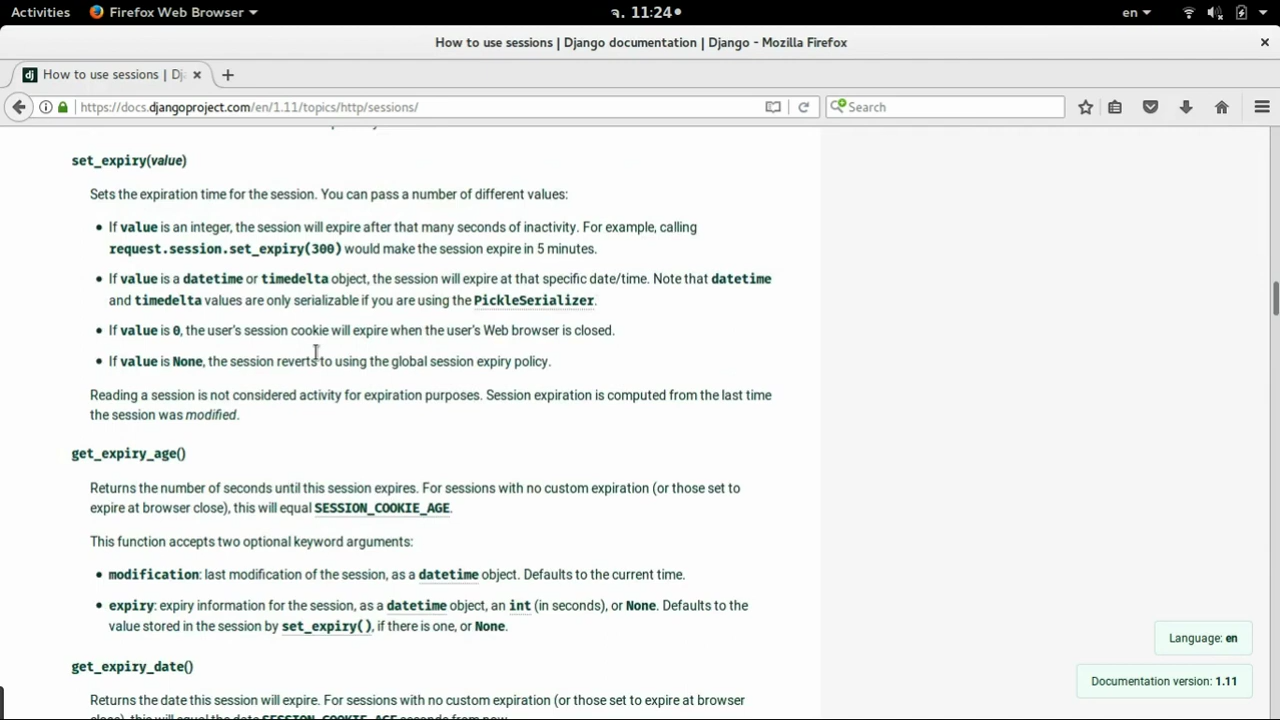 Activities Firefox Web Browser จ. 11:24 en
How to use sessions | Django documentation | Django - Mozilla Firefox
dj How to use sessions | Dj
https://docs.djangoproject.com/en/1.11/topics/http/sessions/ Search
set_expiry(value)
Sets the expiration time for the session. You can pass a number of different values:
• If value is an integer, the session will expire after that many seconds of inactivity. For example, calling
request.session.set_expiry(300) would make the session expire in 5 minutes.
• If value is a datetime or timedelta object, the session will expire at that specific date/time. Note that datetime
and timedelta values are only serializable if you are using the PickleSerializer.
• If value is 0, the user's session cookie will expire when the user's Web browser is closed.
• If value is None, the session reverts to using the global session expiry policy.
Reading a session is not considered activity for expiration purposes. Session expiration is computed from the last time
the session was modified.
get_expiry_age()
Returns the number of seconds until this session expires. For sessions with no custom expiration (or those set to
expire at browser close), this will equal SESSION_COOKIE_AGE.
This function accepts two optional keyword arguments:
• modification: last modification of the session, as a datetime object. Defaults to the current time.
• expiry: expiry information for the session, as a datetime object, an int (in seconds), or None. Defaults to the
value stored in the session by set_expiry(), if there is one, or None.
Language: en
get_expiry_date()
Documentation version: 1.11
Returns the date this session will expire. For sessions with no custom expiration (or those set to expire at browser
close), this will equal the date SESSION_COOKIE_AGE seconds from now.